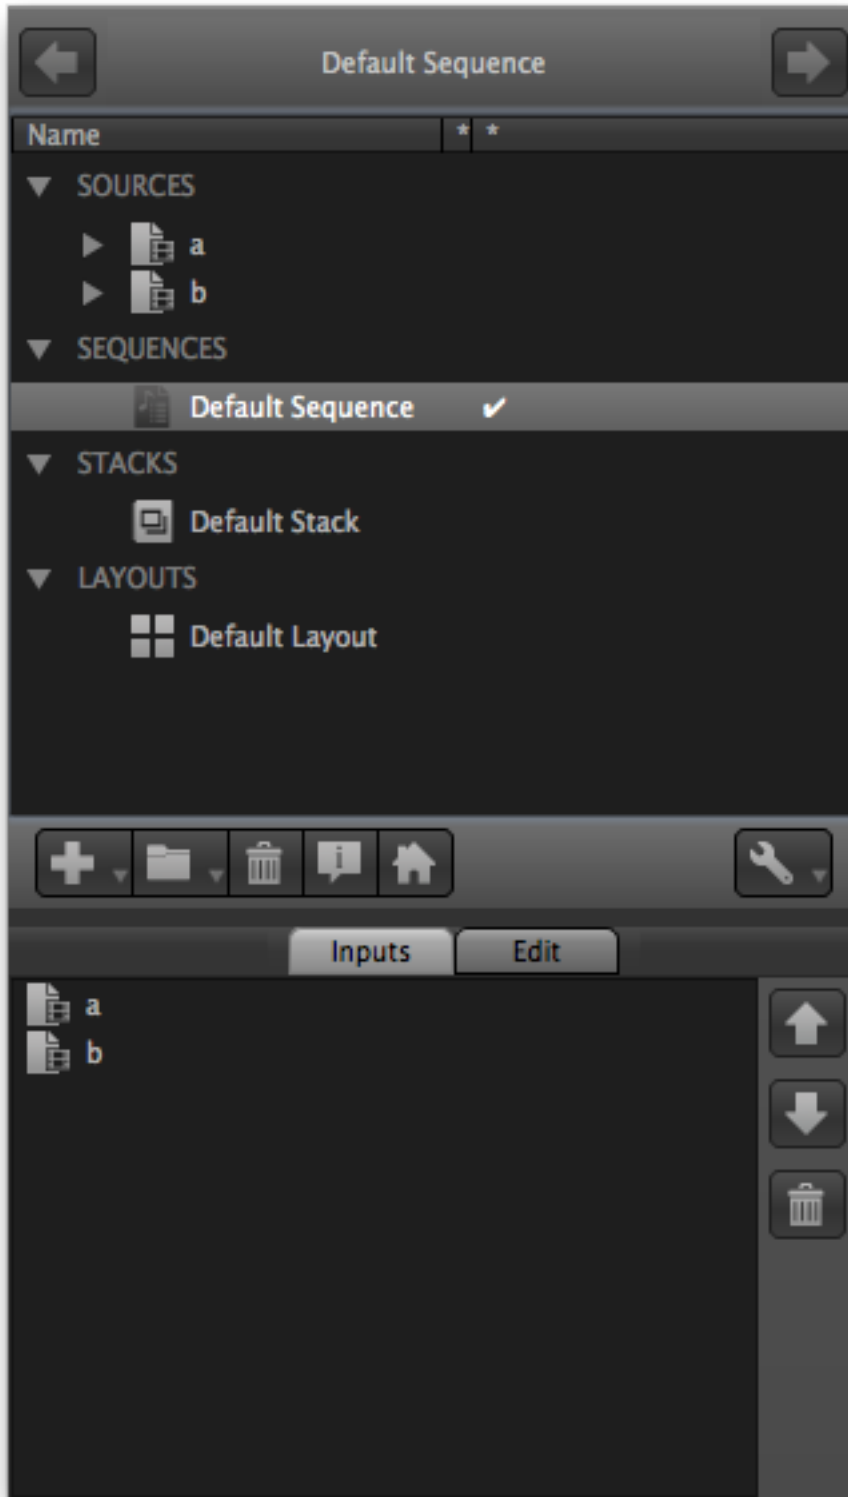 Default Sequence
Name * *
SOURCES
a
b
SEQUENCES
Default Sequence ✔
STACKS
Default Stack
LAYOUTS
Default Layout
Inputs Edit
a
b